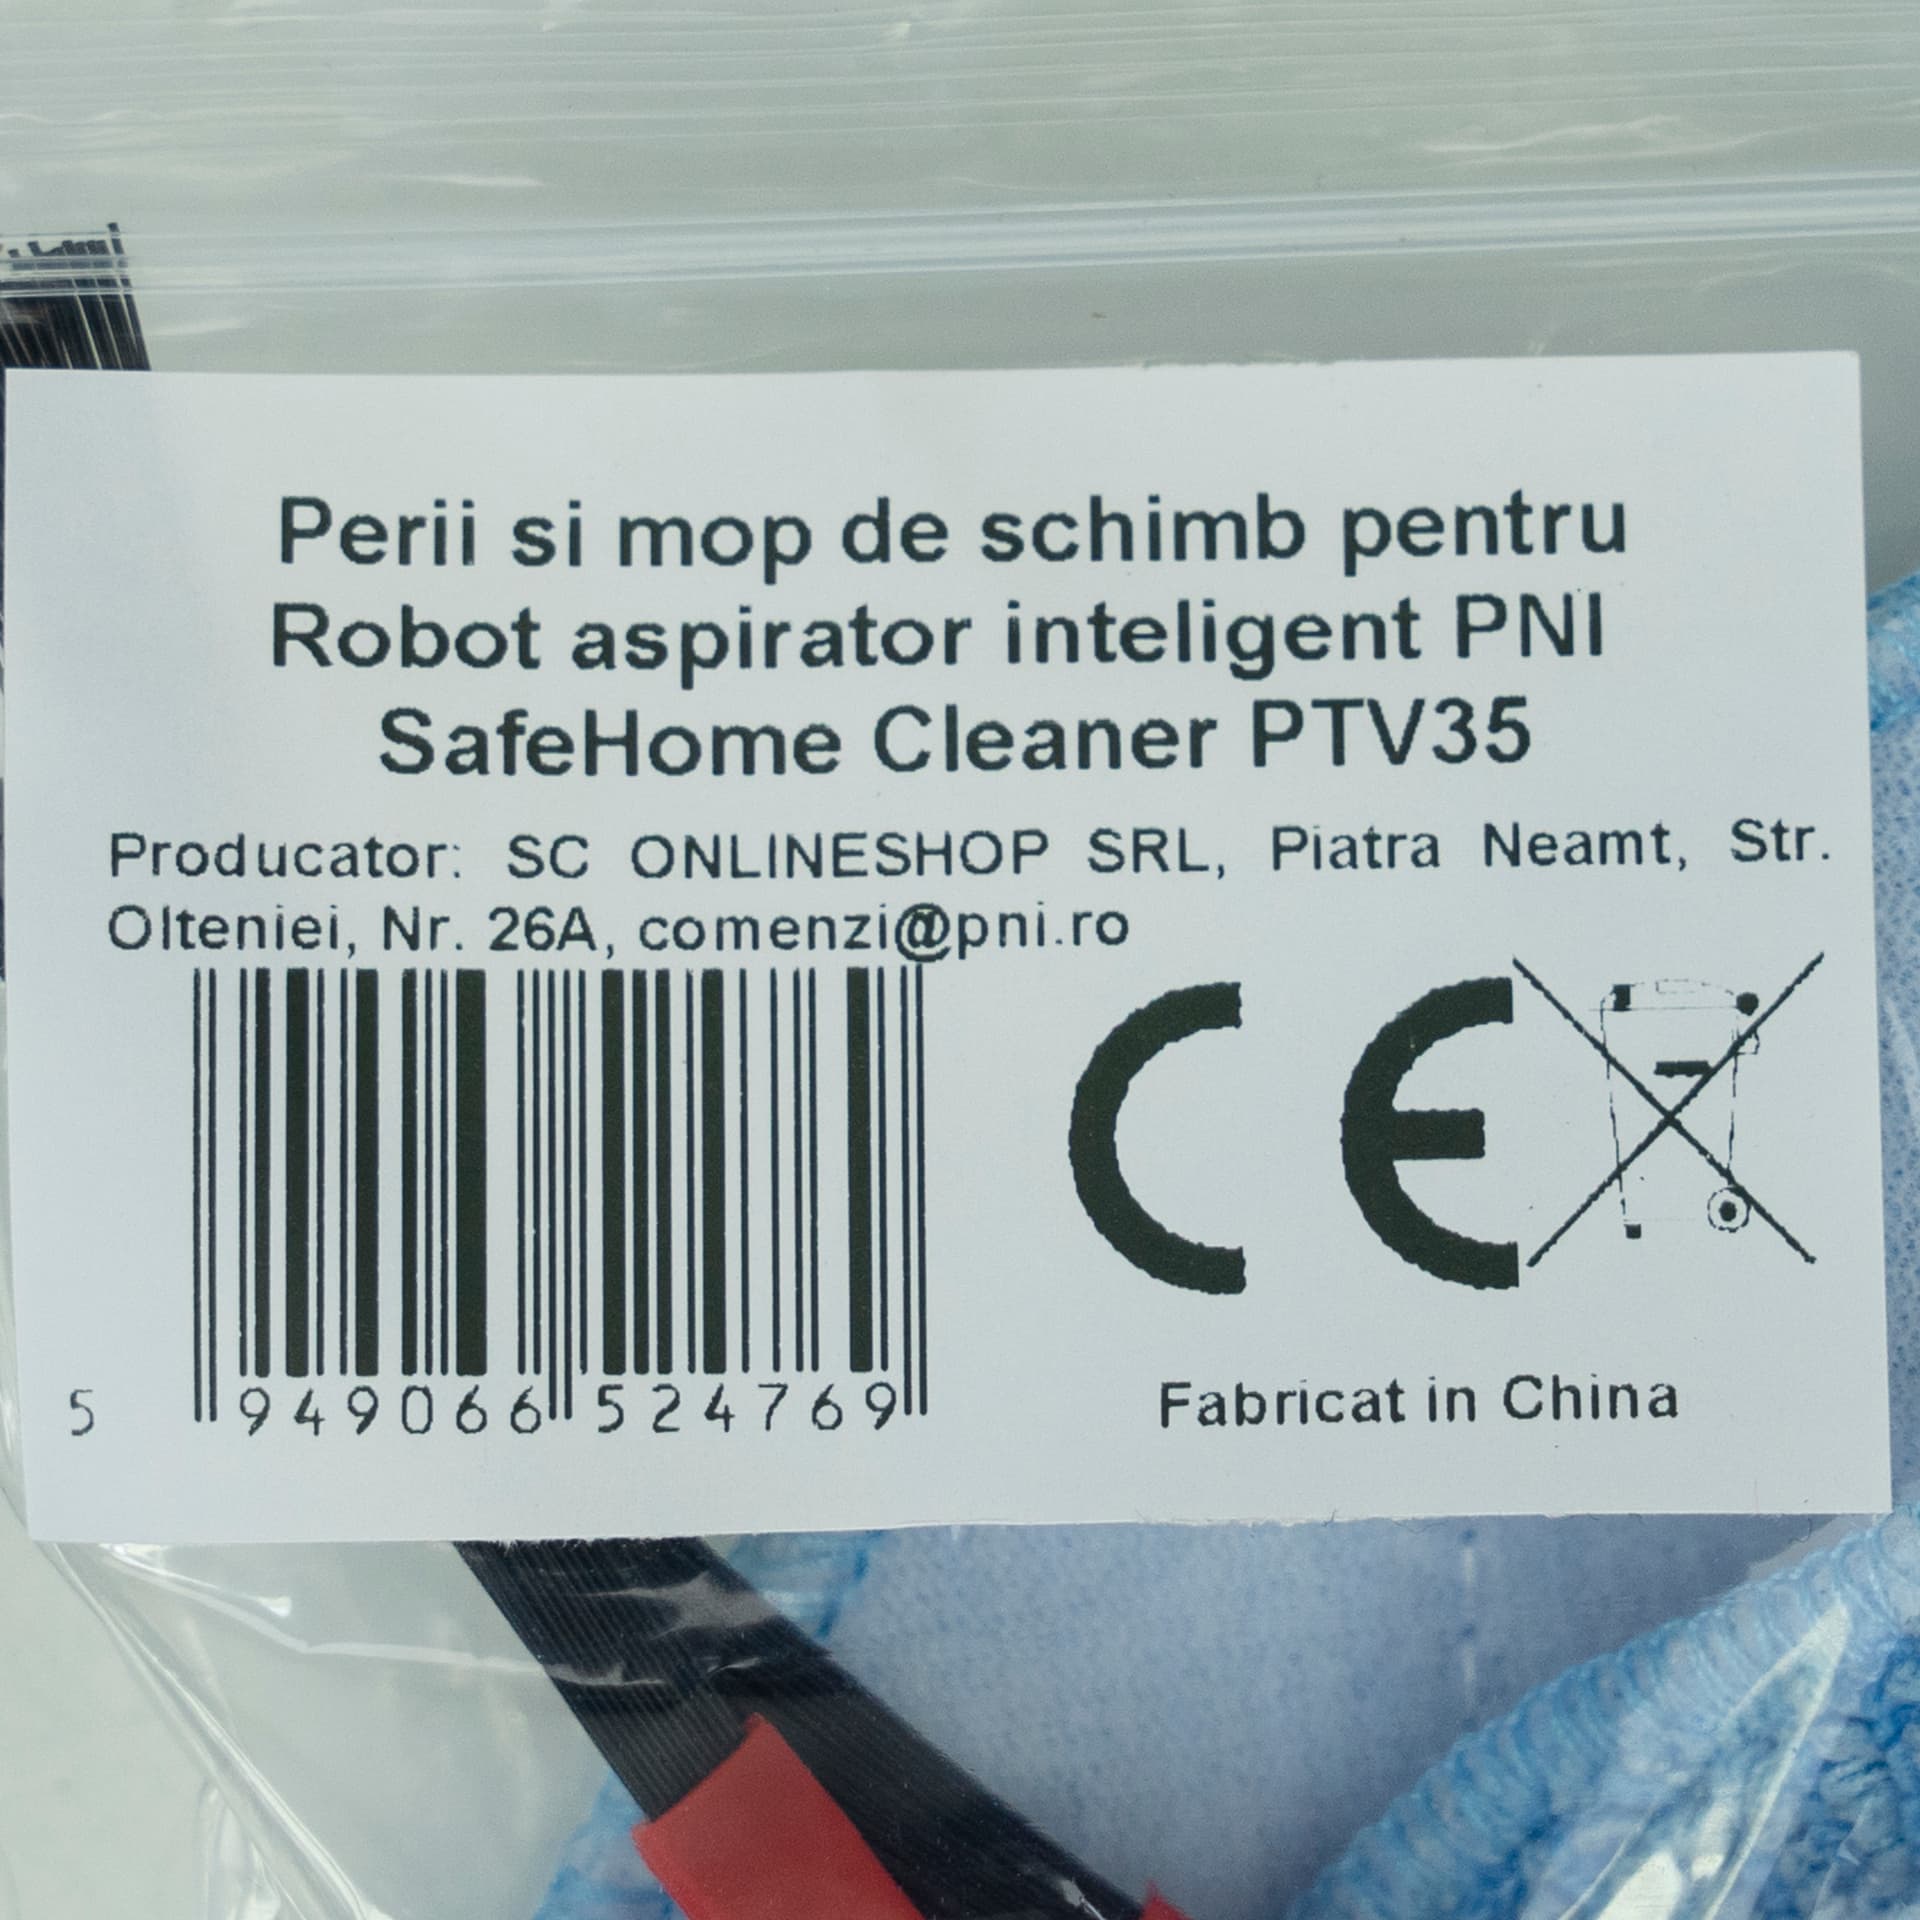 Perii si mop de schimb pentru
Robot aspirator inteligent PNI
SafeHome Cleaner PTV35
Producator: SC ONLINESHOP SRL, Piatra Neamt, Str.
Olteniei, Nr. 26A, comenzi@pni.ro
CE
5 949066 524769
Fabricat in China